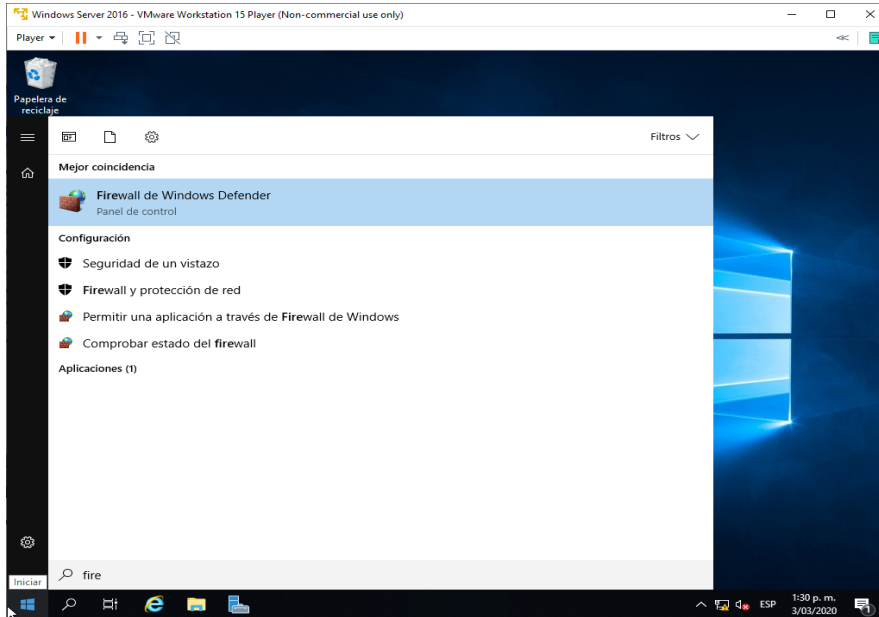 Windows Server 2016 - VMware Workstation 15 Player (Non-commercial use only)
Player
Papelera de
reciclaje
Filtros
Mejor coincidencia
Firewall de Windows Defender
Panel de control
Configuración
Seguridad de un vistazo
Firewall y protección de red
Permitir una aplicación a través de Firewall de Windows
Comprobar estado del firewall
Aplicaciones (1)
fire
Iniciar
ESP
1:30 p. m.
3/03/2020
1